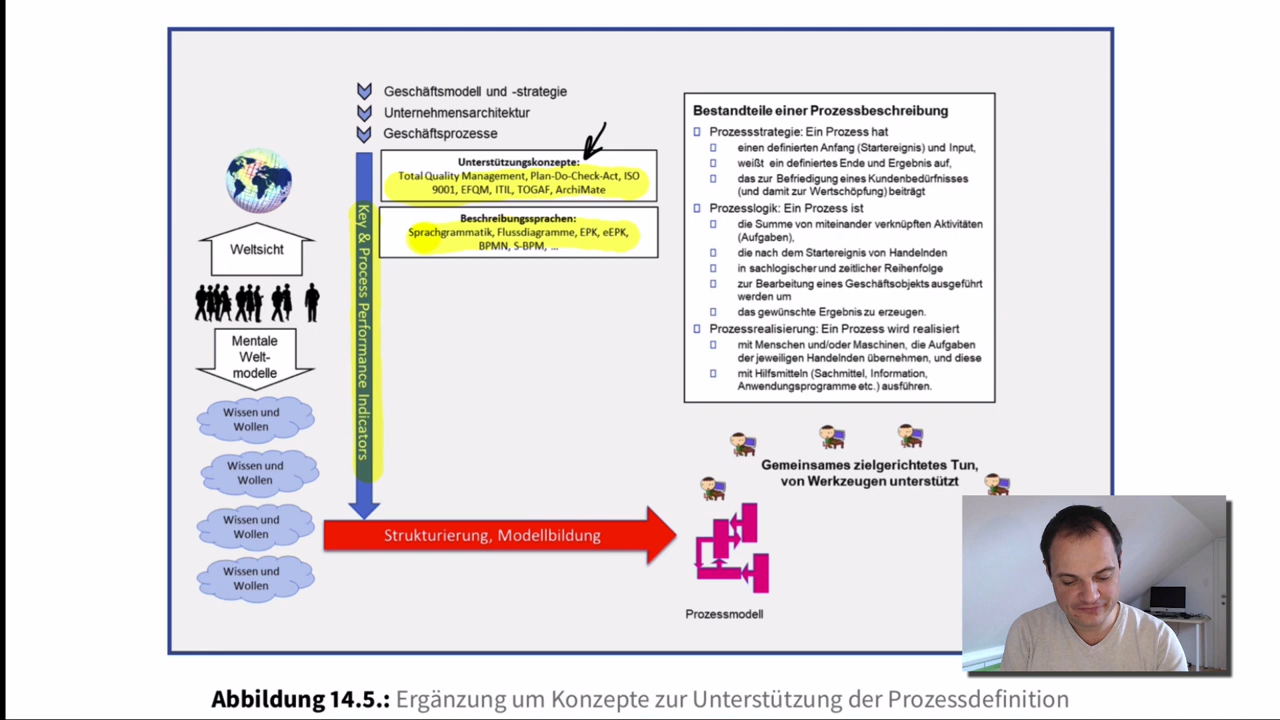 Geschäftsmodell und -strategie
Unternehmensarchitektur
Geschäftsprozesse
Unterstützungskonzepte:
Total Quality Management, Plan-Do-Check-Act, ISO
9001, EFQM, ITIL, TOGAF, ArchiMate
Beschreibungssprachen:
Sprachgrammatik, Flussdiagramme, EPK, eEPK,
BPMN, S-BPM, ...
Key & Process Performance Indicators
Weltsicht
Mentale
Welt-
modelle
Wissen und
Wollen
Wissen und
Wollen
Wissen und
Wollen
Wissen und
Wollen
Strukturierung, Modellbildung
Bestandteile einer Prozessbeschreibung
Prozessstrategie: Ein Prozess hat
einen definierten Anfang (Startereignis) und Input,
weißt ein definiertes Ende und Ergebnis auf,
das zur Befriedigung eines Kundenbedürfnisses
(und damit zur Wertschöpfung) beiträgt
Prozesslogik: Ein Prozess ist
die Summe von miteinander verknüpften Aktivitäten
(Aufgaben),
die nach dem Startereignis von Handelnden
in sachlogischer und zeitlicher Reihenfolge
zur Bearbeitung eines Geschäftsobjekts ausgeführt
werden um
das gewünschte Ergebnis zu erzeugen.
Prozessrealisierung: Ein Prozess wird realisiert
mit Menschen und/oder Maschinen, die Aufgaben
der jeweiligen Handelnden übernehmen, und diese
mit Hilfsmitteln (Sachmittel, Information,
Anwendungsprogramme etc.) ausführen.
Gemeinsames zielgerichtetes Tun,
von Werkzeugen unterstützt
Prozessmodell
Abbildung 14.5.: Ergänzung um Konzepte zur Unterstützung der Prozessdefinition